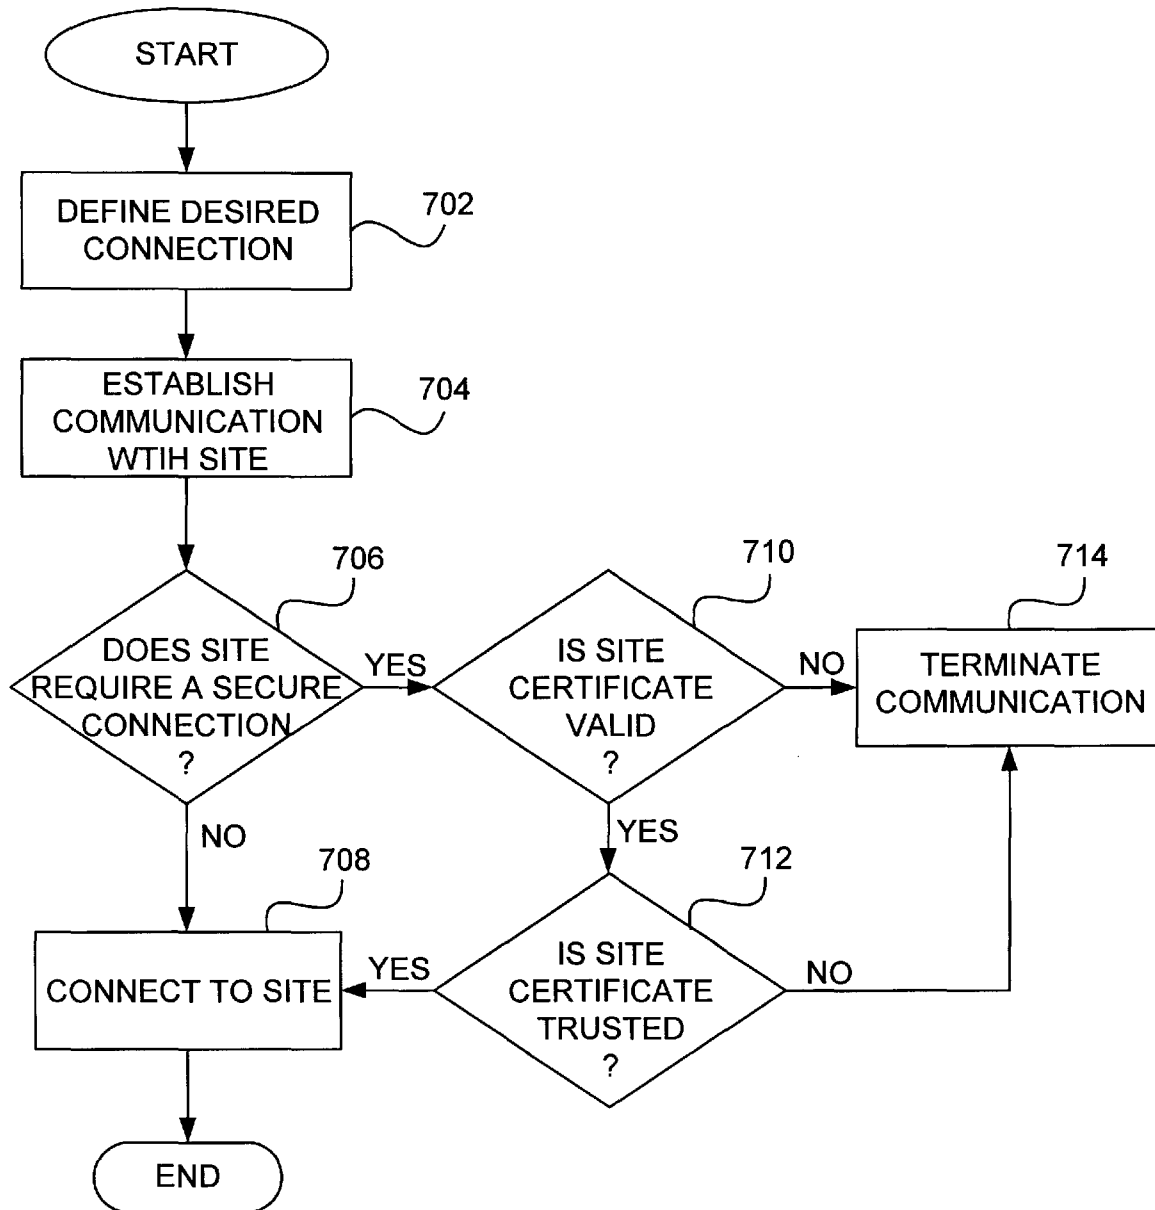 START
DEFINE DESIRED
CONNECTION
702
ESTABLISH
COMMUNICATION
WTIH SITE
704
706
DOES SITE
REQUIRE A SECURE
CONNECTION
?
YES
NO
710
IS SITE
CERTIFICATE
VALID
?
NO
YES
714
TERMINATE
COMMUNICATION
708
CONNECT TO SITE
712
IS SITE
CERTIFICATE
TRUSTED
?
YES
NO
END